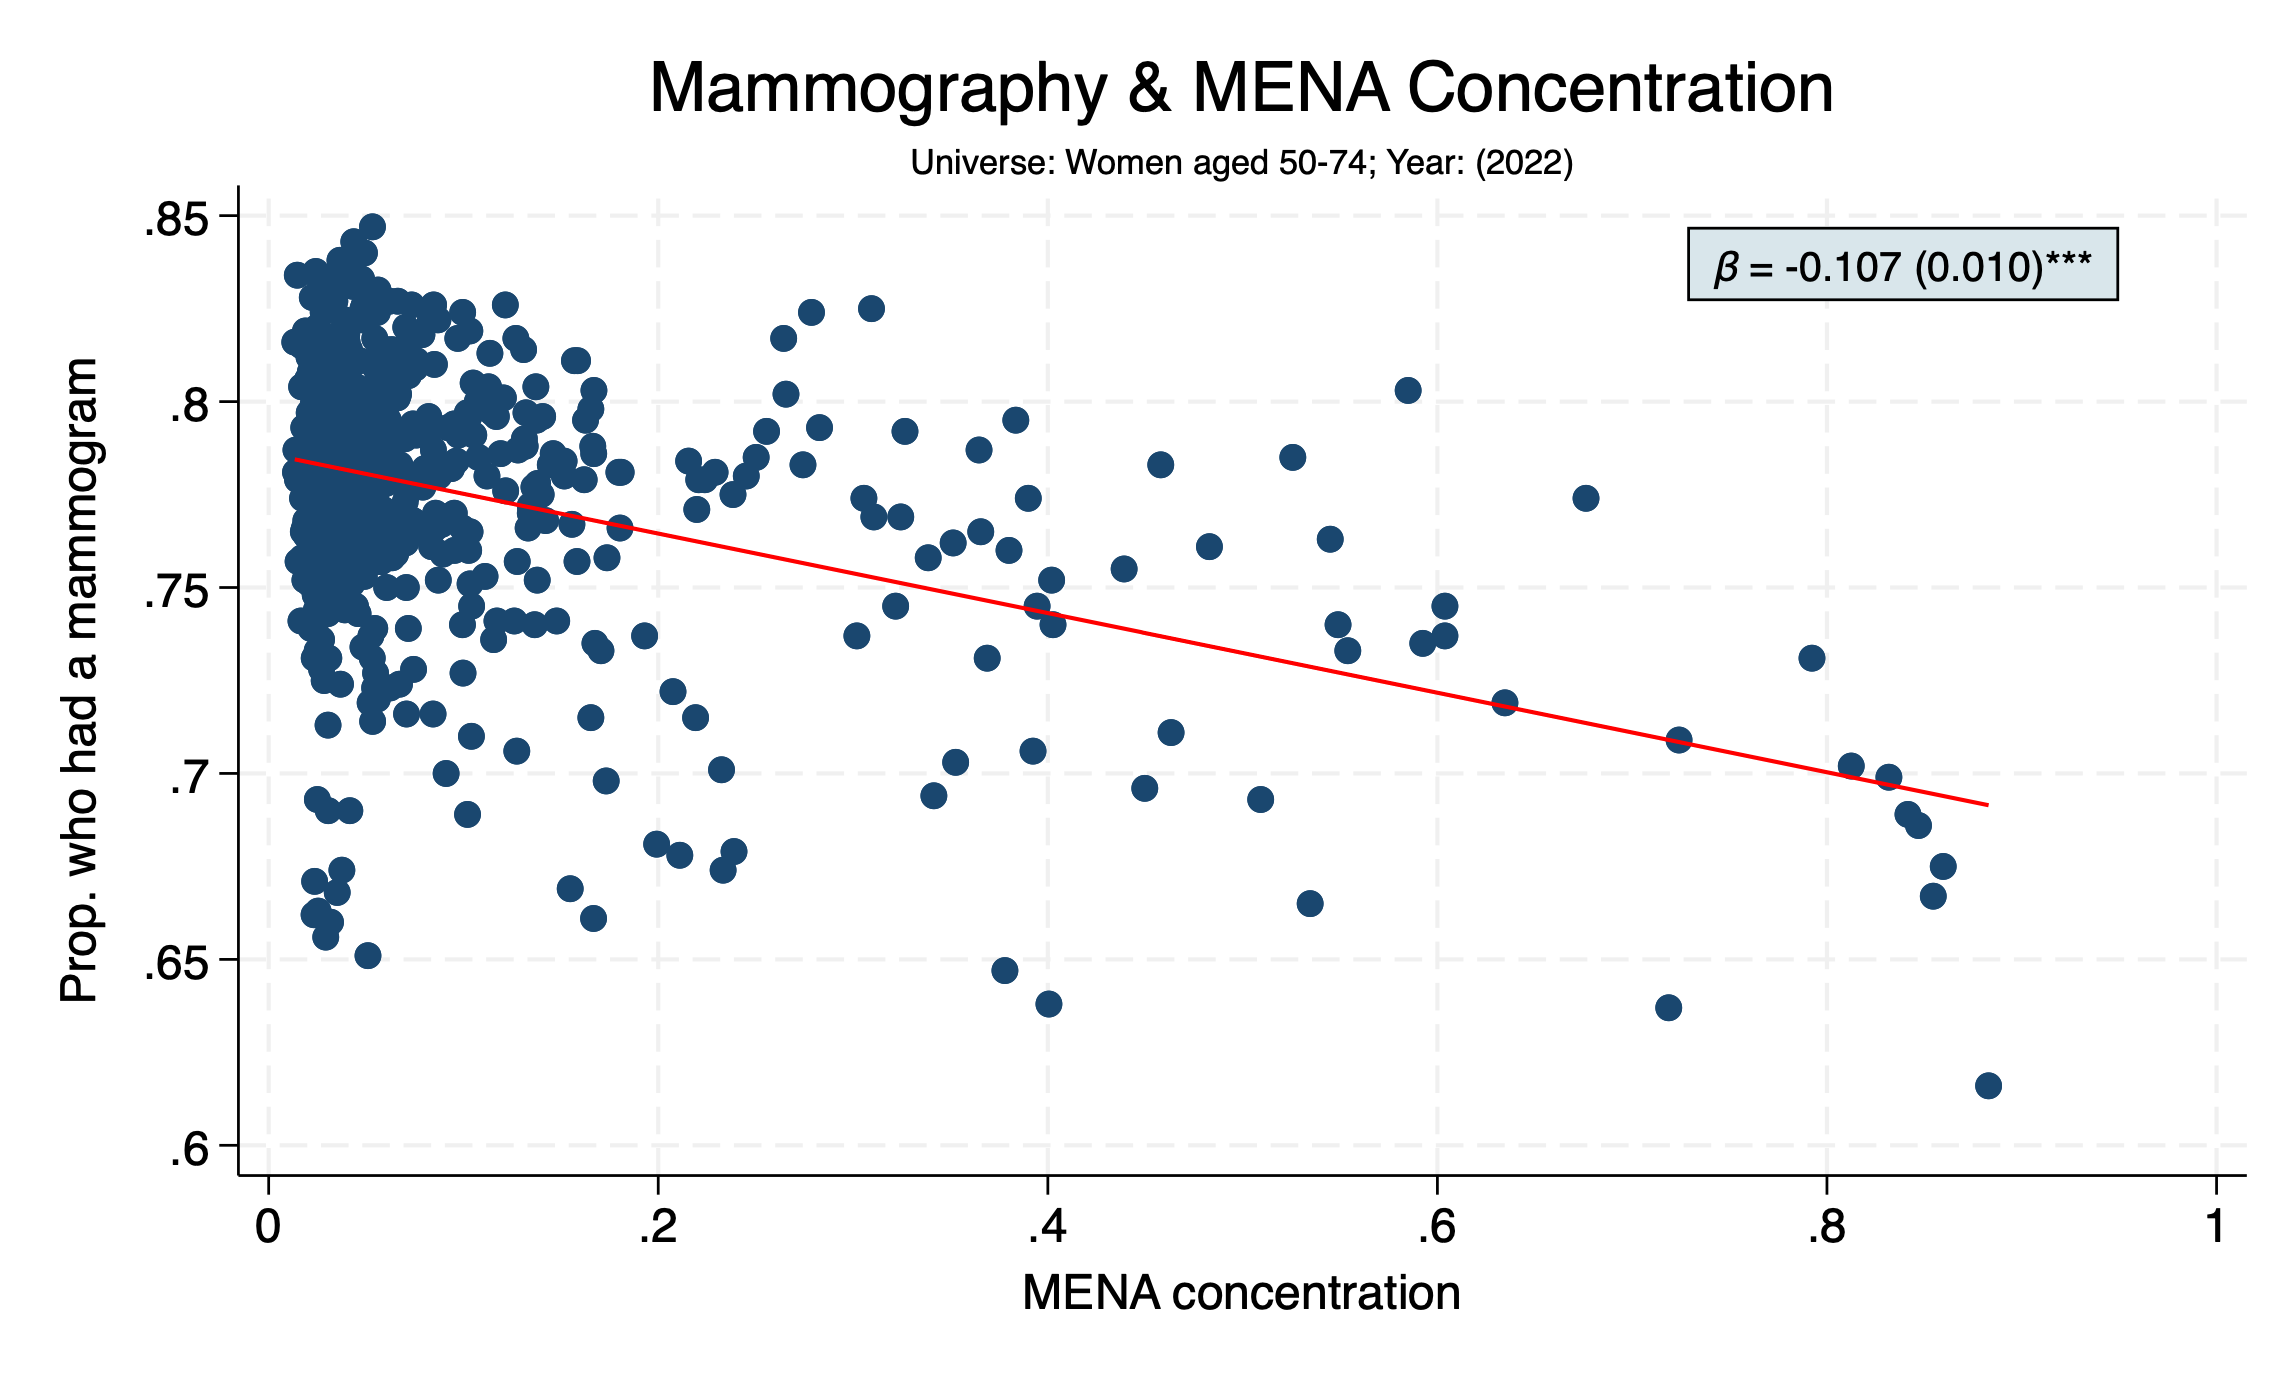 Mammography & MENA Concentration
Universe: Women aged 50-74; Year: (2022)
β = -0.107 (0.010)***
Prop. who had a mammogram
.85
.8
.75
.7
.65
.6
0 .2 .4 .6 .8 1
MENA concentration